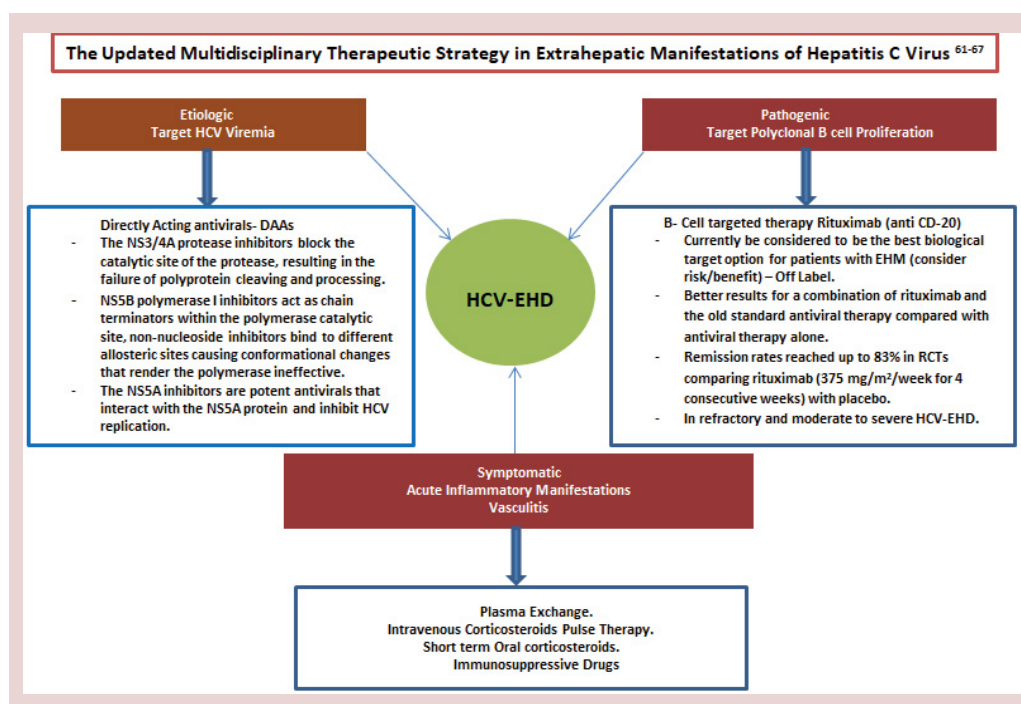 The Updated Multidisciplinary Therapeutic Strategy in Extrahepatic Manifestations of Hepatitis C Virus 61-67
Etiologic
Target HCV Viremia
Pathogenic
Target Polyclonal B cell Proliferation
Directly Acting antivirals- DAAs
- The NS3/4A protease inhibitors block the
catalytic site of the protease, resulting in the
failure of polyprotein cleaving and processing.
- NS5B polymerase I inhibitors act as chain
terminators within the polymerase catalytic
site, non-nucleoside inhibitors bind to different
allosteric sites causing conformational changes
that render the polymerase ineffective.
- The NS5A inhibitors are potent antivirals that
interact with the NS5A protein and inhibit HCV
replication.
HCV-EHD
B- Cell targeted therapy Rituximab (anti CD-20)
- Currently be considered to be the best biological
target option for patients with EHM (consider
risk/benefit) – Off Label.
- Better results for a combination of rituximab and
the old standard antiviral therapy compared with
antiviral therapy alone.
- Remission rates reached up to 83% in RCTs
comparing rituximab (375 mg/m²/week for 4
consecutive weeks) with placebo.
- In refractory and moderate to severe HCV-EHD.
Symptomatic
Acute Inflammatory Manifestations
Vasculitis
Plasma Exchange.
Intravenous Corticosteroids Pulse Therapy.
Short term Oral corticosteroids.
Immunosuppressive Drugs